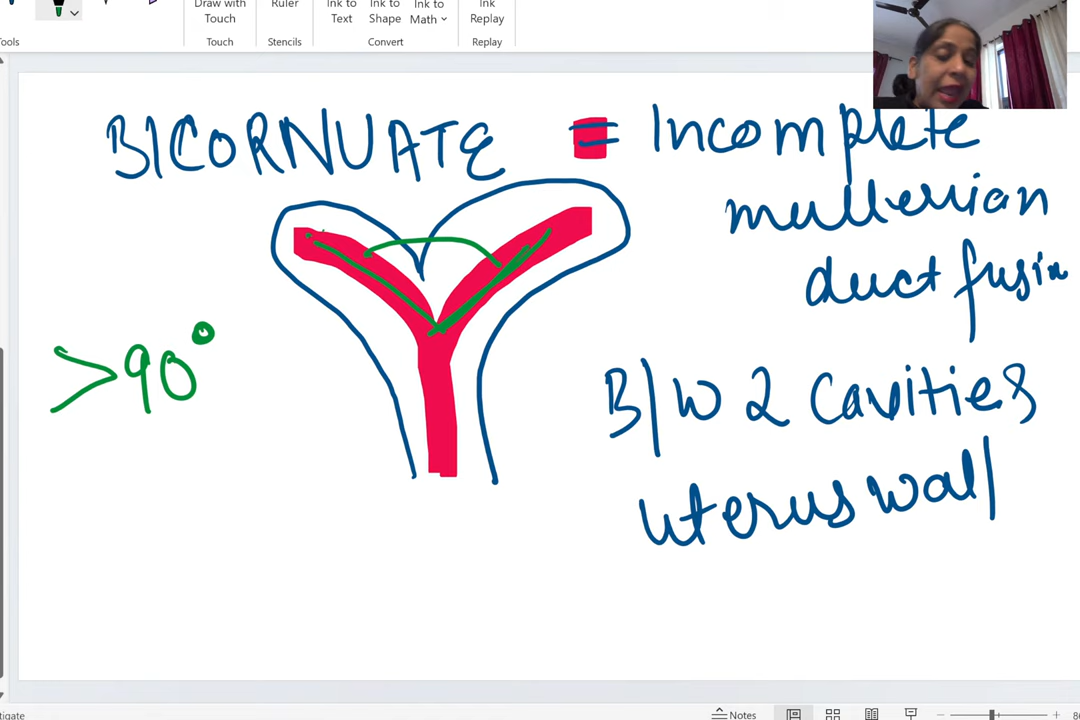 Draw with Touch
Ruler
Ink to Text
Ink to Shape
Ink to Math
Ink Replay
Tools
Touch
Stencils
Convert
Replay
BICORNUATE = Incomplete
mullerian
duct fusin
>90°
B/W 2 Cavities
uterus wall
Notes